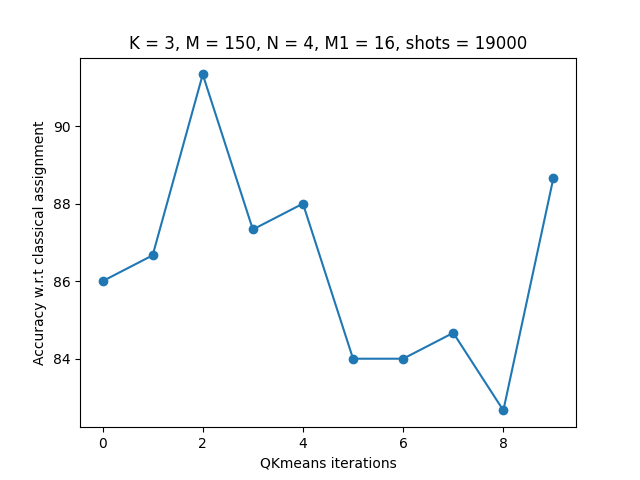 K = 3, M = 150, N = 4, M1 = 16, shots = 19000
Accuracy w.r.t classical assignment
90
88
86
84
0 2 4 6 8
QKmeans iterations